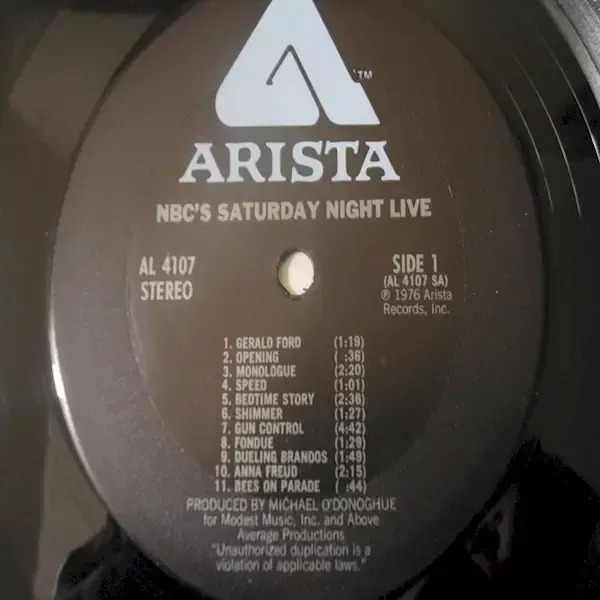 ™
ARISTA
NBC'S SATURDAY NIGHT LIVE
AL 4107
STEREO
SIDE 1
(AL 4107 SA)
℗ 1976 Arista
Records, Inc.
1. GERALD FORD (1:19)
2. OPENING ( :36)
3. MONOLOGUE (2:20)
4. SPEED (1:01)
5. BEDTIME STORY (2:36)
6. SHIMMER (1:27)
7. GUN CONTROL (4:42)
8. FONDUE (1:29)
9. DUELING BRANDOS (1:49)
10. ANNA FREUD (2:15)
11. BEES ON PARADE ( :44)
PRODUCED BY MICHAEL O'DONOGHUE
for Modest Music, Inc. and Above
Average Productions
"Unauthorized duplication is a
violation of applicable laws."